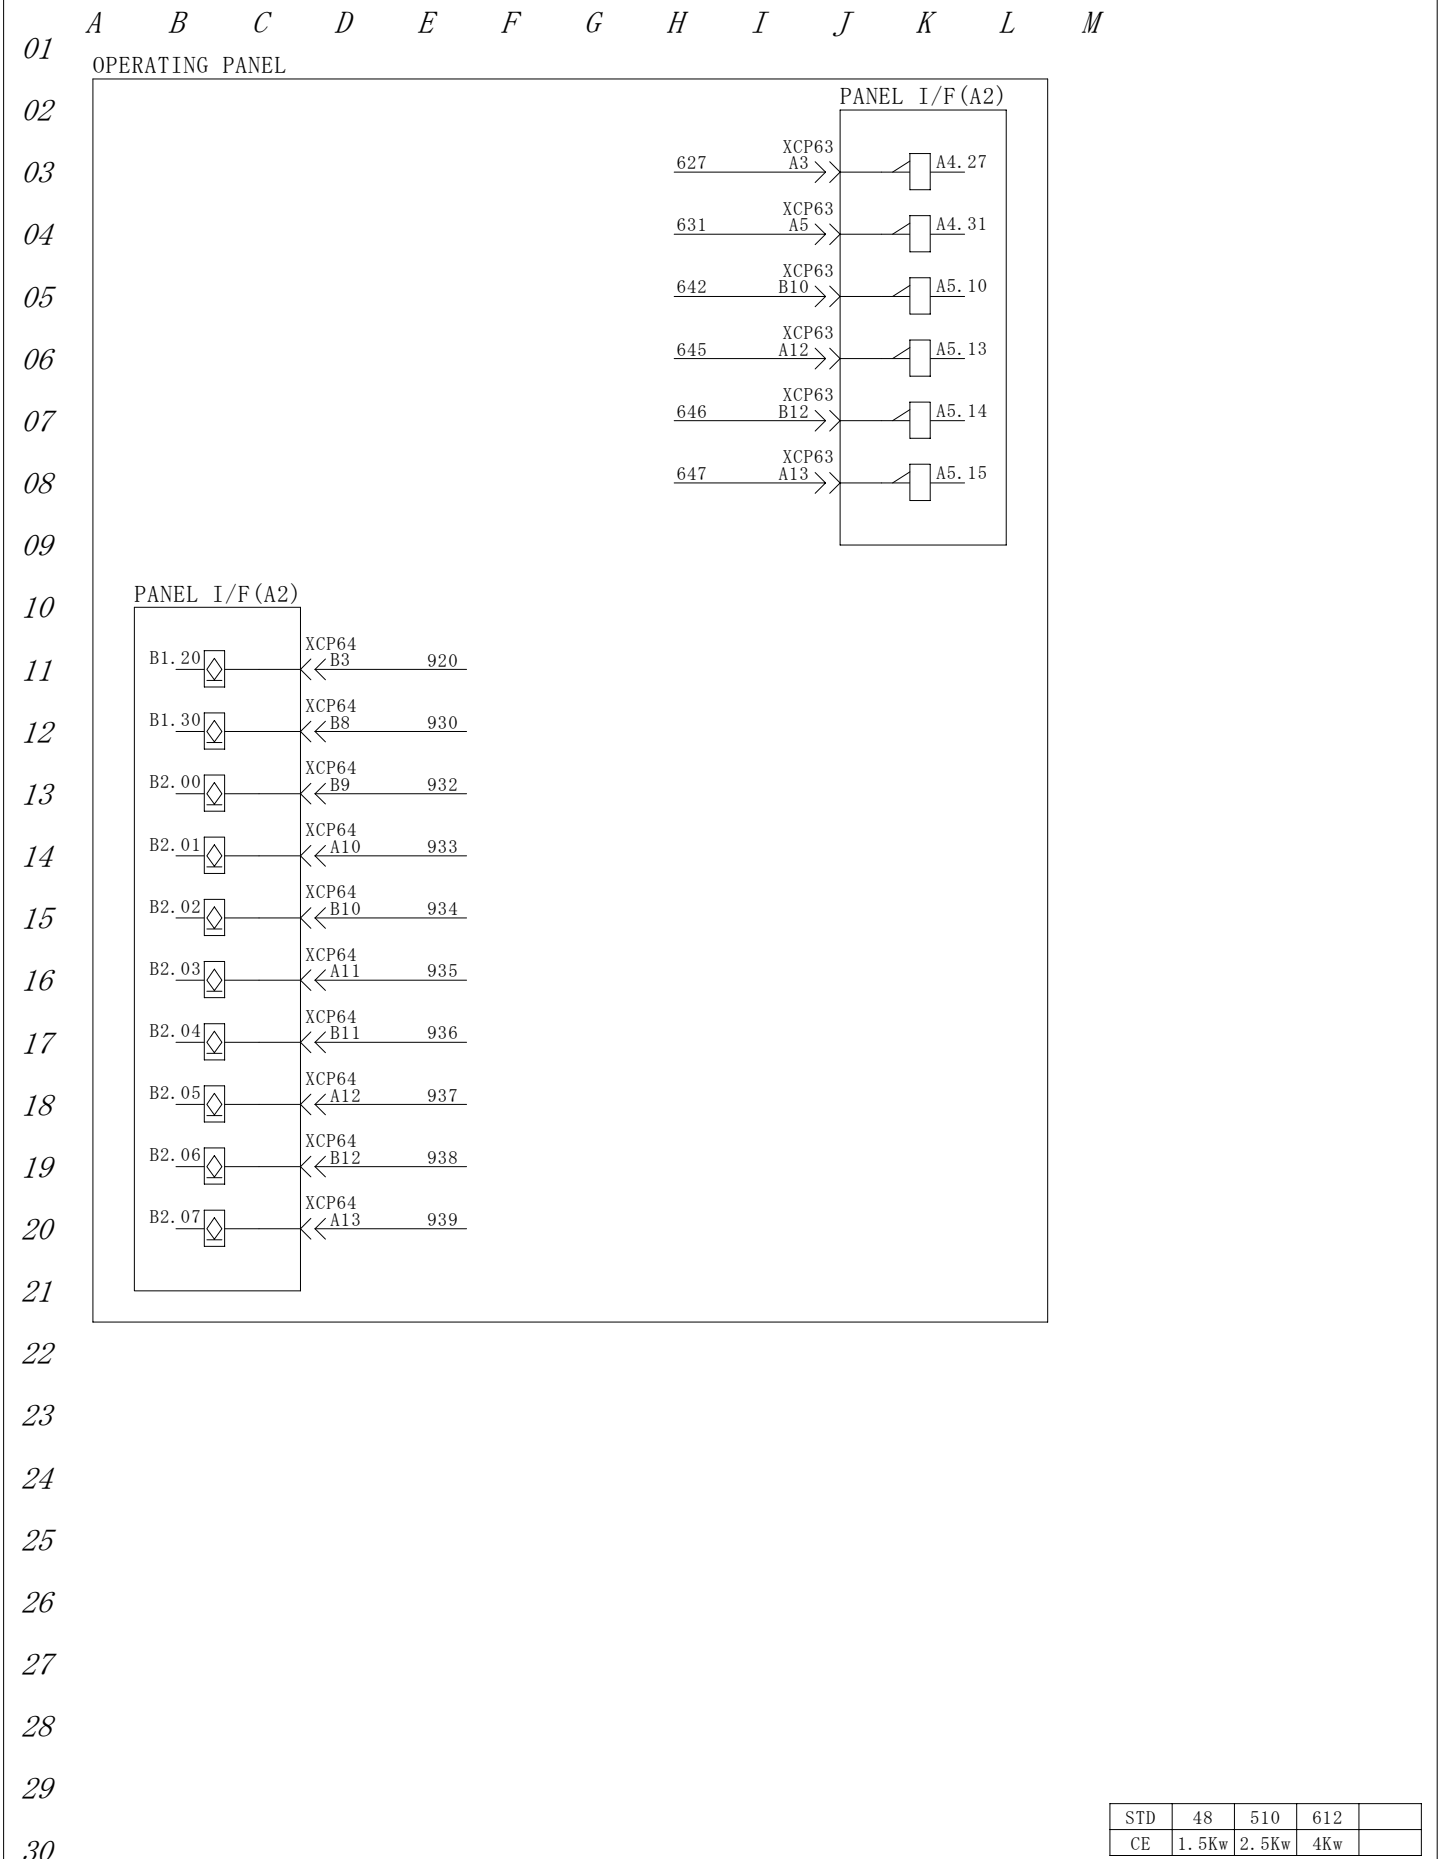 A B C D E F G H I J K L M
01
OPERATING PANEL
02
PANEL I/F(A2)
XCP63
03 627 A3 A4.27
XCP63
04 631 A5 A4.31
XCP63
05 642 B10 A5.10
XCP63
06 645 A12 A5.13
XCP63
07 646 B12 A5.14
XCP63
08 647 A13 A5.15
09
10 PANEL I/F(A2)
XCP64
11 B1.20 B3 920
XCP64
12 B1.30 B8 930
XCP64
13 B2.00 B9 932
XCP64
14 B2.01 A10 933
XCP64
15 B2.02 B10 934
XCP64
16 B2.03 A11 935
XCP64
17 B2.04 B11 936
XCP64
18 B2.05 A12 937
XCP64
19 B2.06 B12 938
XCP64
20 B2.07 A13 939
21
22
23
24
25
26
27
28
29
STD 48 510 612
30 CE 1.5Kw 2.5Kw 4Kw